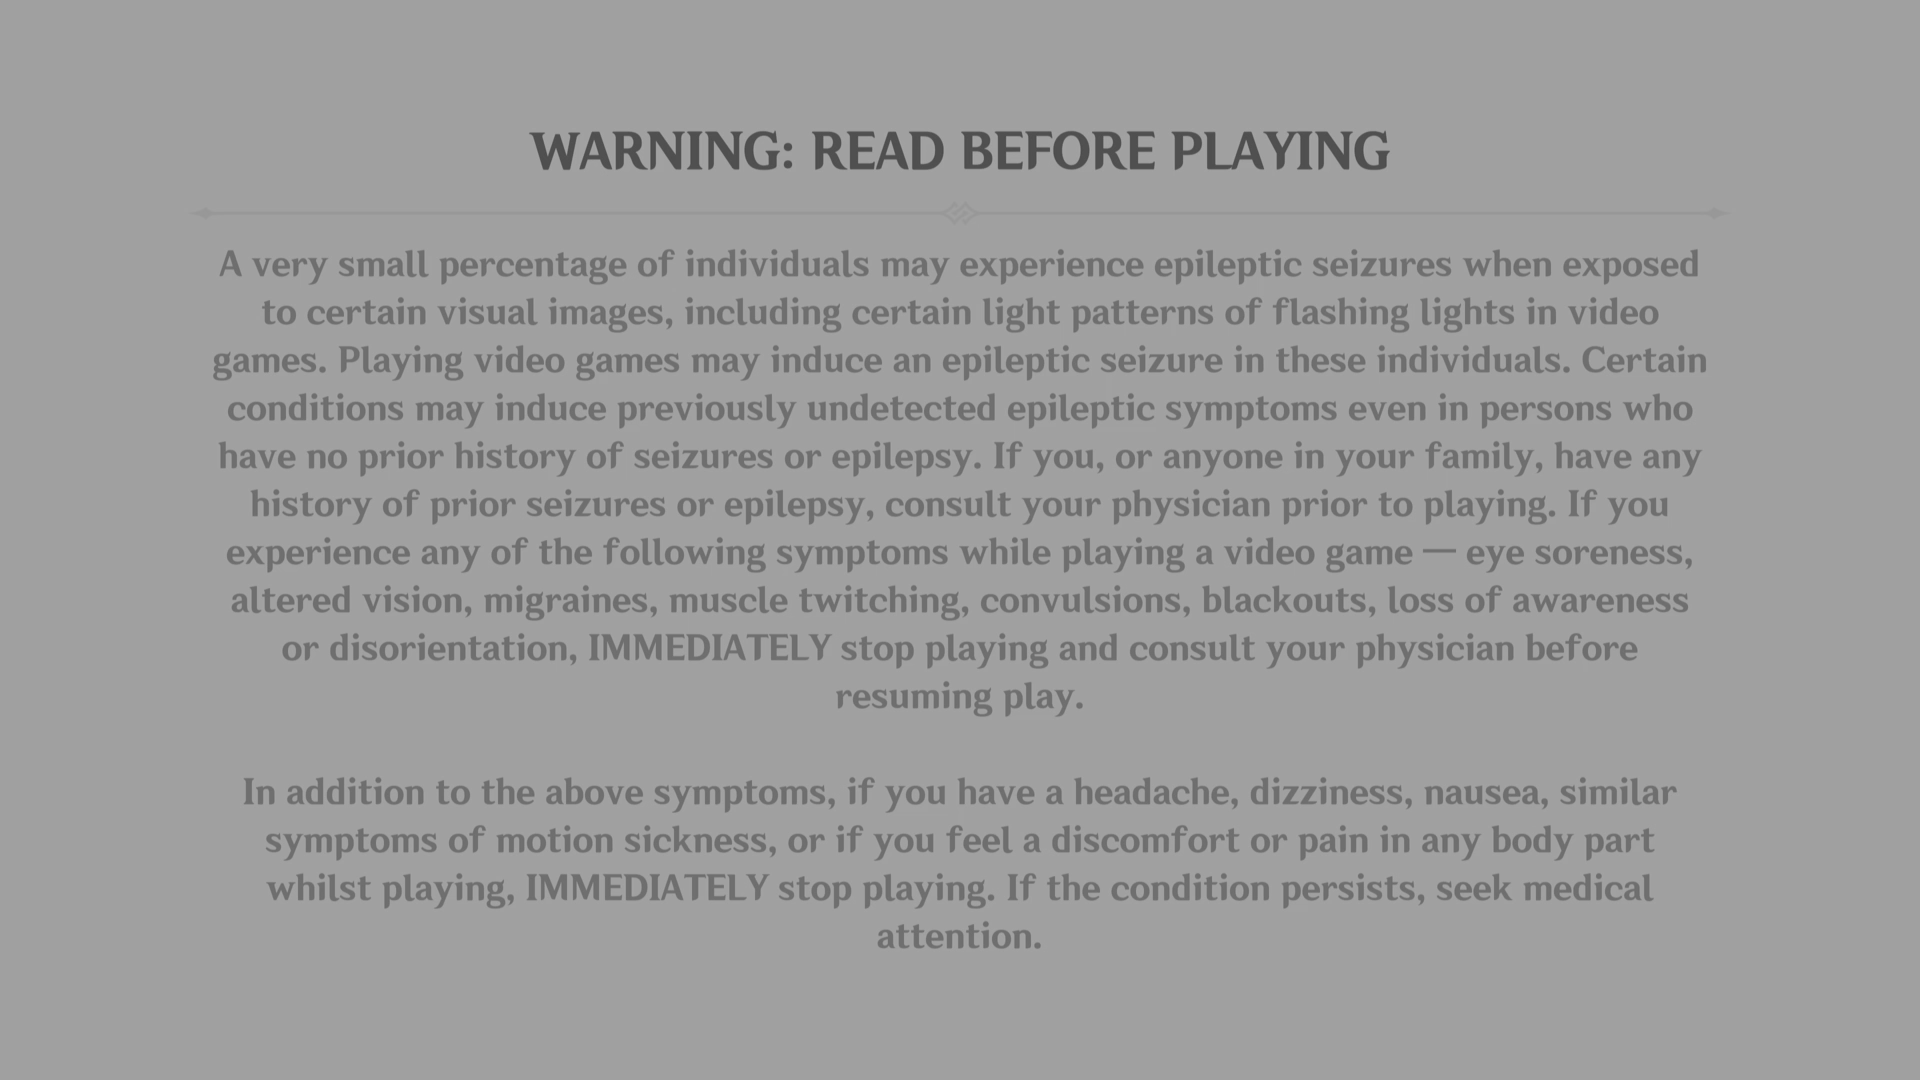 WARNING: READ BEFORE PLAYING
A very small percentage of individuals may experience epileptic seizures when exposed
to certain visual images, including certain light patterns of flashing lights in video
games. Playing video games may induce an epileptic seizure in these individuals. Certain
conditions may induce previously undetected epileptic symptoms even in persons who
have no prior history of seizures or epilepsy. If you, or anyone in your family, have any
history of prior seizures or epilepsy, consult your physician prior to playing. If you
experience any of the following symptoms while playing a video game — eye soreness,
altered vision, migraines, muscle twitching, convulsions, blackouts, loss of awareness
or disorientation, IMMEDIATELY stop playing and consult your physician before
resuming play.
In addition to the above symptoms, if you have a headache, dizziness, nausea, similar
symptoms of motion sickness, or if you feel a discomfort or pain in any body part
whilst playing, IMMEDIATELY stop playing. If the condition persists, seek medical
attention.